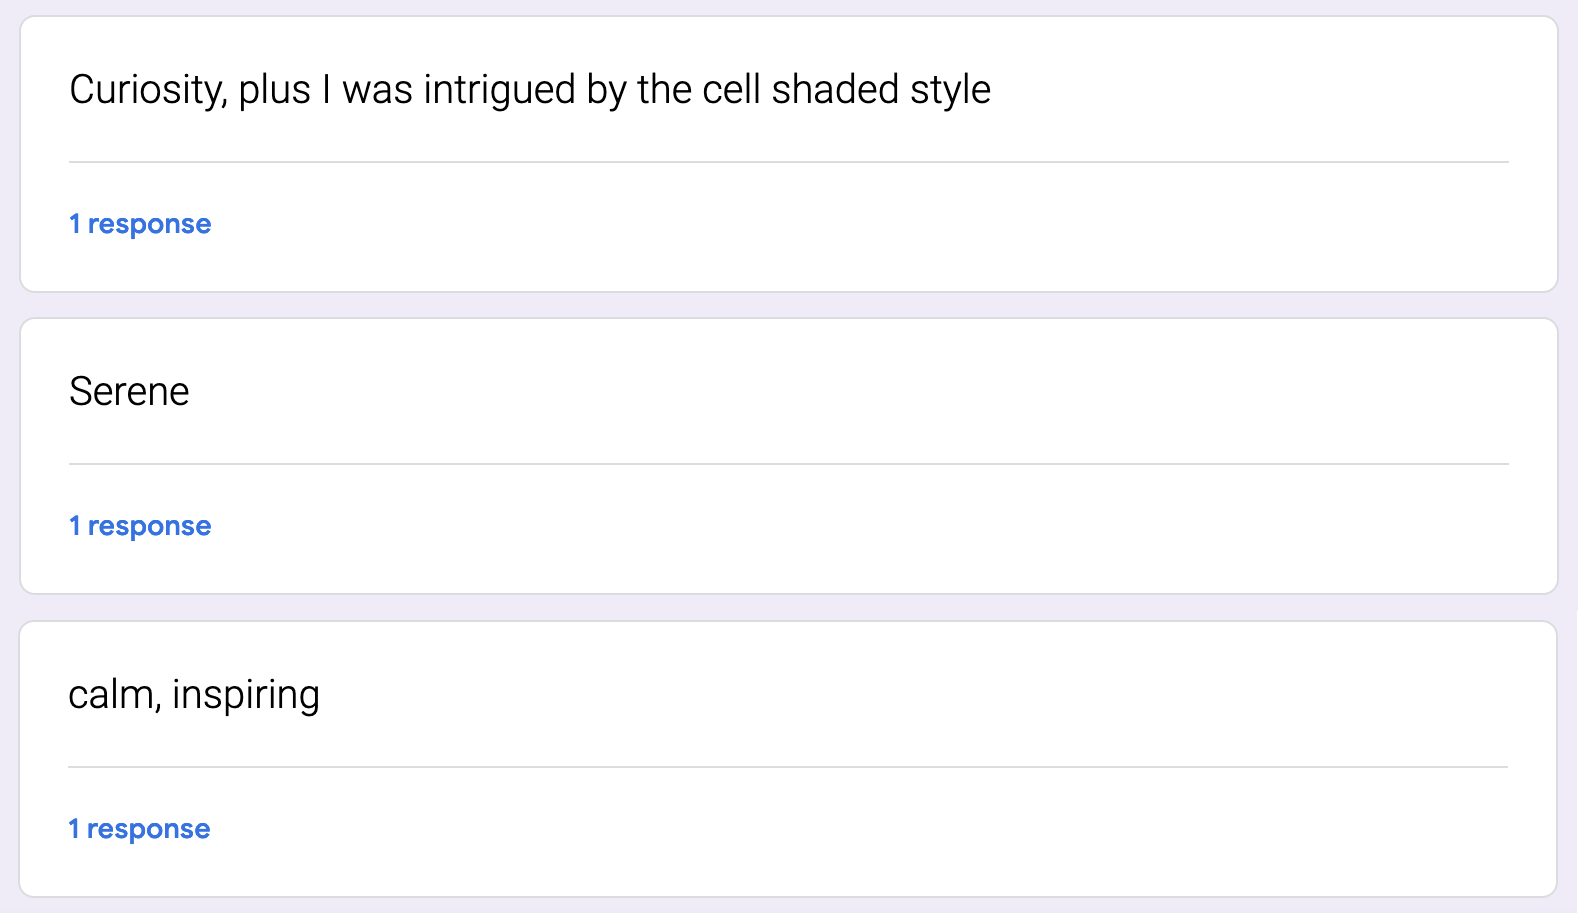 Curiosity, plus I was intrigued by the cell shaded style
1 response
Serene
1 response
calm, inspiring
1 response